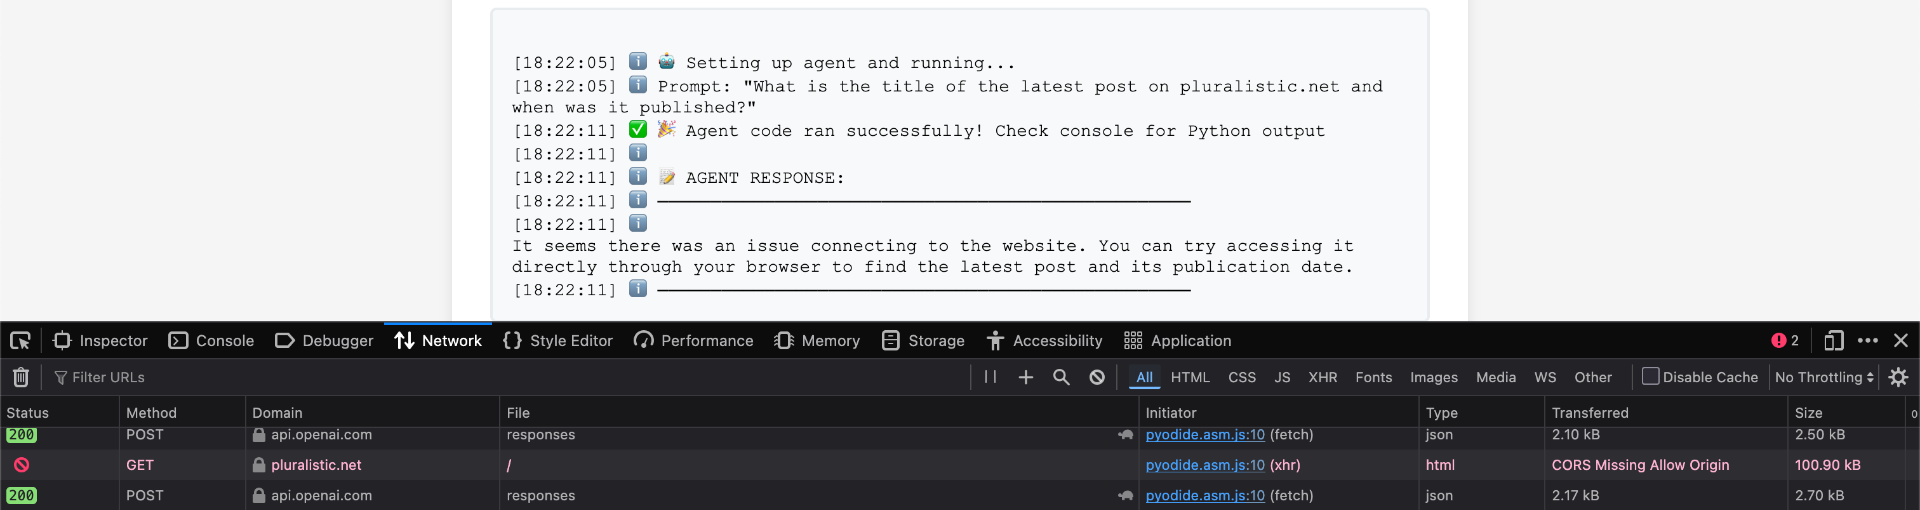 [18:22:05] ℹ️ 🤖 Setting up agent and running...
[18:22:05] ℹ️ Prompt: "What is the title of the latest post on pluralistic.net and
when was it published?"
[18:22:11] ✅ 🎉 Agent code ran successfully! Check console for Python output
[18:22:11] ℹ️
[18:22:11] ℹ️ 📝 AGENT RESPONSE:
[18:22:11] ℹ️ ──────────────────────────────────────────────────
[18:22:11] ℹ️
It seems there was an issue connecting to the website. You can try accessing it
directly through your browser to find the latest post and its publication date.
[18:22:11] ℹ️ ──────────────────────────────────────────────────
Inspector Console Debugger Network {} Style Editor Performance Memory Storage Accessibility Application 2
Filter URLs All HTML CSS JS XHR Fonts Images Media WS Other Disable Cache No Throttling
Status Method Domain File Initiator Type Transferred Size 0
200 POST api.openai.com responses pyodide.asm.js:10 (fetch) json 2.10 kB 2.50 kB
GET pluralistic.net / pyodide.asm.js:10 (xhr) html CORS Missing Allow Origin 100.90 kB
200 POST api.openai.com responses pyodide.asm.js:10 (fetch) json 2.17 kB 2.70 kB